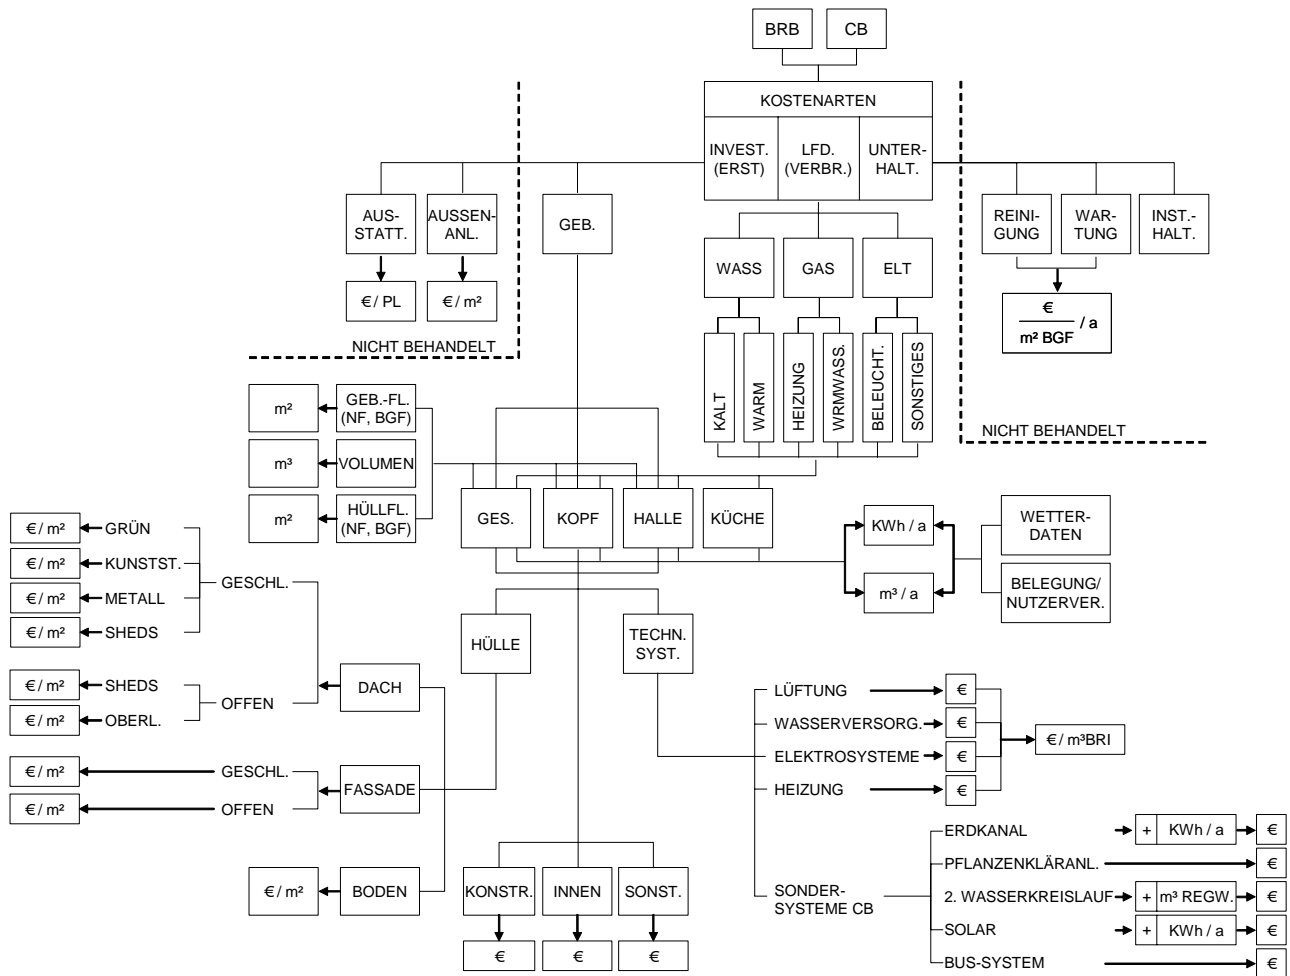 BRB
CB
KOSTENARTEN
INVEST.
(ERST)
LFD.
(VERBR.)
UNTER-
HALT.
AUS-
STATT.
AUSSEN-
ANL.
GEB.
REINI-
GUNG
WAR-
TUNG
INST.-
HALT.
WASS
GAS
ELT
€ / PL
€ / m²
€
m² BGF
/ a
NICHT BEHANDELT
KALT
WARM
HEIZUNG
WRMWASS.
BELEUCHT.
SONSTIGES
NICHT BEHANDELT
m²
GEB.-FL.
(NF, BGF)
m³
VOLUMEN
m²
HÜLLFL.
(NF, BGF)
GES.
KOPF
HALLE
KÜCHE
KWh / a
m³ / a
WETTER-
DATEN
BELEGUNG/
NUTZERVER.
€ / m²
GRÜN
€ / m²
KUNSTST.
GESCHL.
€ / m²
METALL
€ / m²
SHEDS
€ / m²
SHEDS
OFFEN
€ / m²
OBERL.
DACH
€ / m²
GESCHL.
€ / m²
OFFEN
FASSADE
€ / m²
BODEN
HÜLLE
TECHN.
SYST.
LÜFTUNG
€
WASSERVERSORG.
€
ELEKTROSYSTEME
€
HEIZUNG
€
€ / m³BRI
KONSTR.
INNEN
SONST.
€
€
€
SONDER-
SYSTEME CB
ERDKANAL
+
KWh / a
€
PFLANZENKLÄRANL.
€
2. WASSERKREISLAUF
+
m³ REGW.
€
SOLAR
+
KWh / a
€
BUS-SYSTEM
€